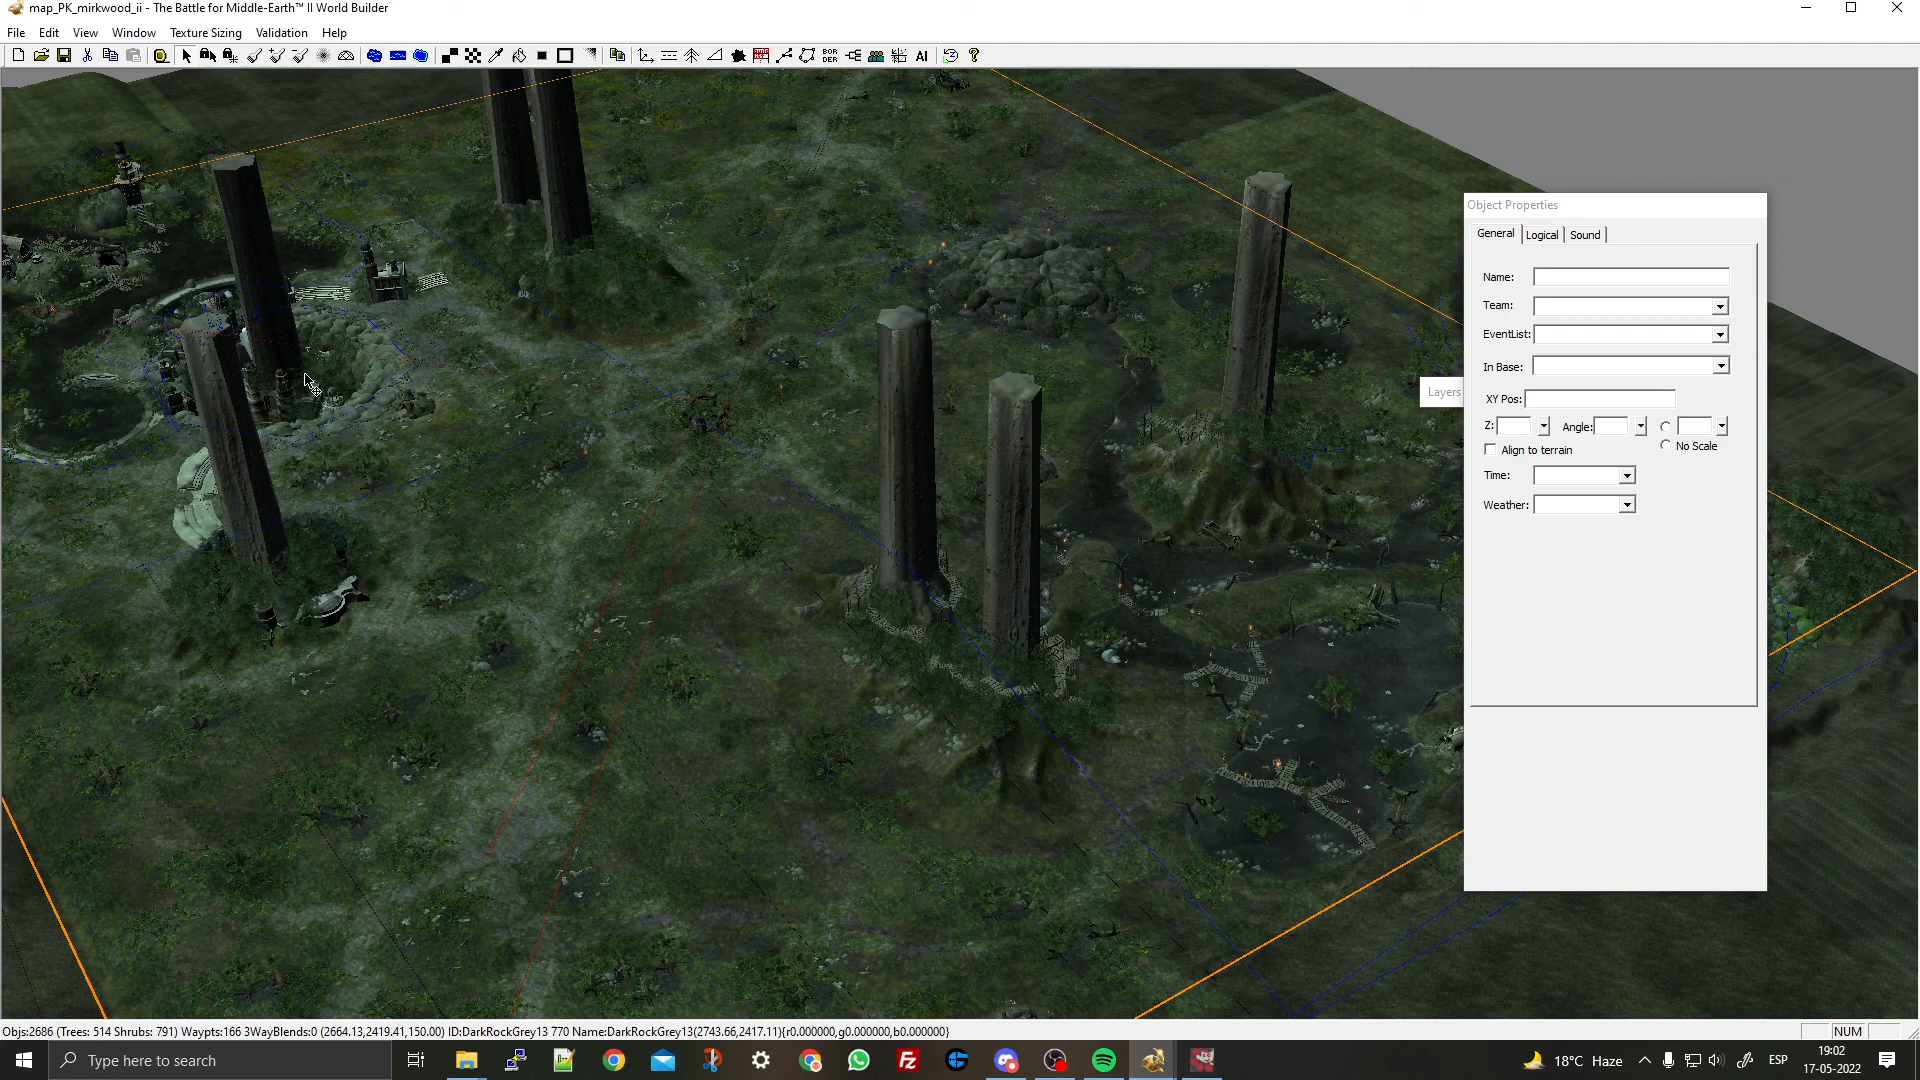 map_PK_mirkwood_ii - The Battle for Middle-Earth™ II World Builder
File Edit View Window Texture Sizing Validation Help
BOR DER AI
Object Properties
General Logical Sound
Name:
Team:
EventList:
In Base:
Layers
XY Pos:
Z: Angle:
No Scale
Align to terrain
Time:
Weather:
Objs:2686 (Trees: 514 Shrubs: 791) Waypts:166 3WayBlends:0 (2664.13,2419.41,150.00) ID:DarkRockGrey13 770 Name:DarkRockGrey13(2743.66,2417.11){r0.000000,g0.000000,b0.000000}
NUM
Type here to search
18°C Haze
ESP
19:02
17-05-2022